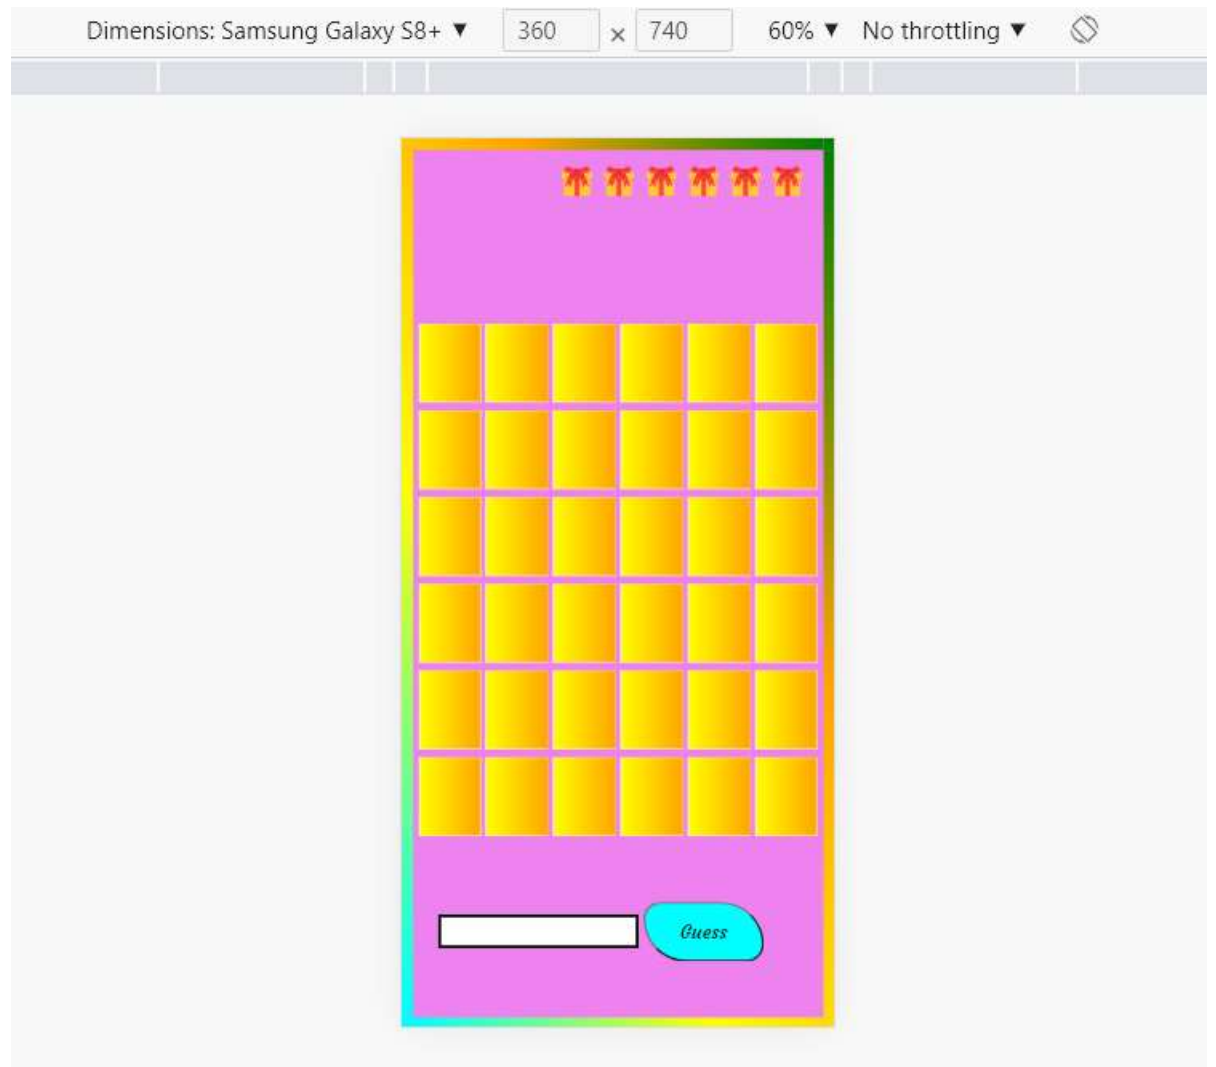 Dimensions: Samsung Galaxy S8+ ▼ 360 × 740 60% ▼ No throttling ▼
Guess